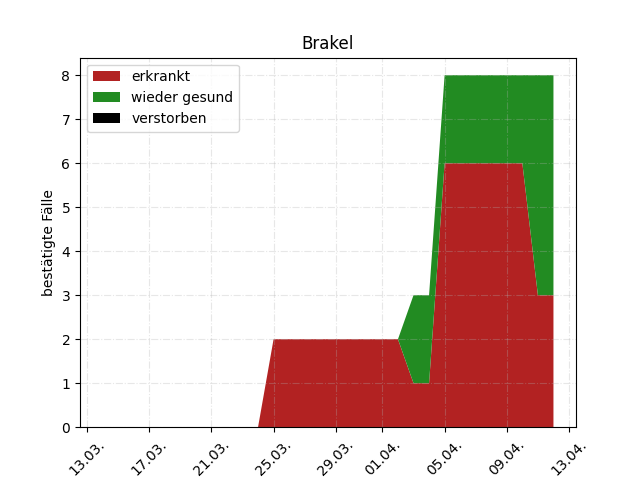 Brakel
erkrankt
wieder gesund
verstorben
bestätigte Fälle
8
7
6
5
4
3
2
1
0
13.03. 17.03. 21.03. 25.03. 29.03. 01.04. 05.04. 09.04. 13.04.